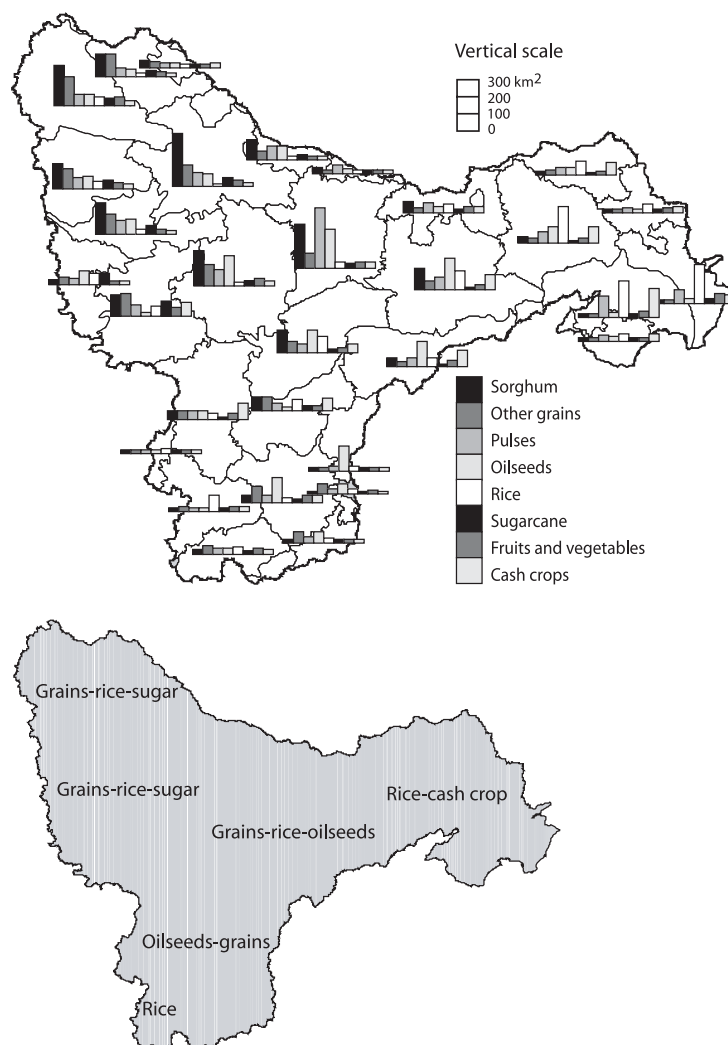 Vertical scale
300 km²
200
100
0
Sorghum
Other grains
Pulses
Oilseeds
Rice
Sugarcane
Fruits and vegetables
Cash crops
Grains-rice-sugar
Grains-rice-sugar
Rice-cash crop
Grains-rice-oilseeds
Oilseeds-grains
Rice